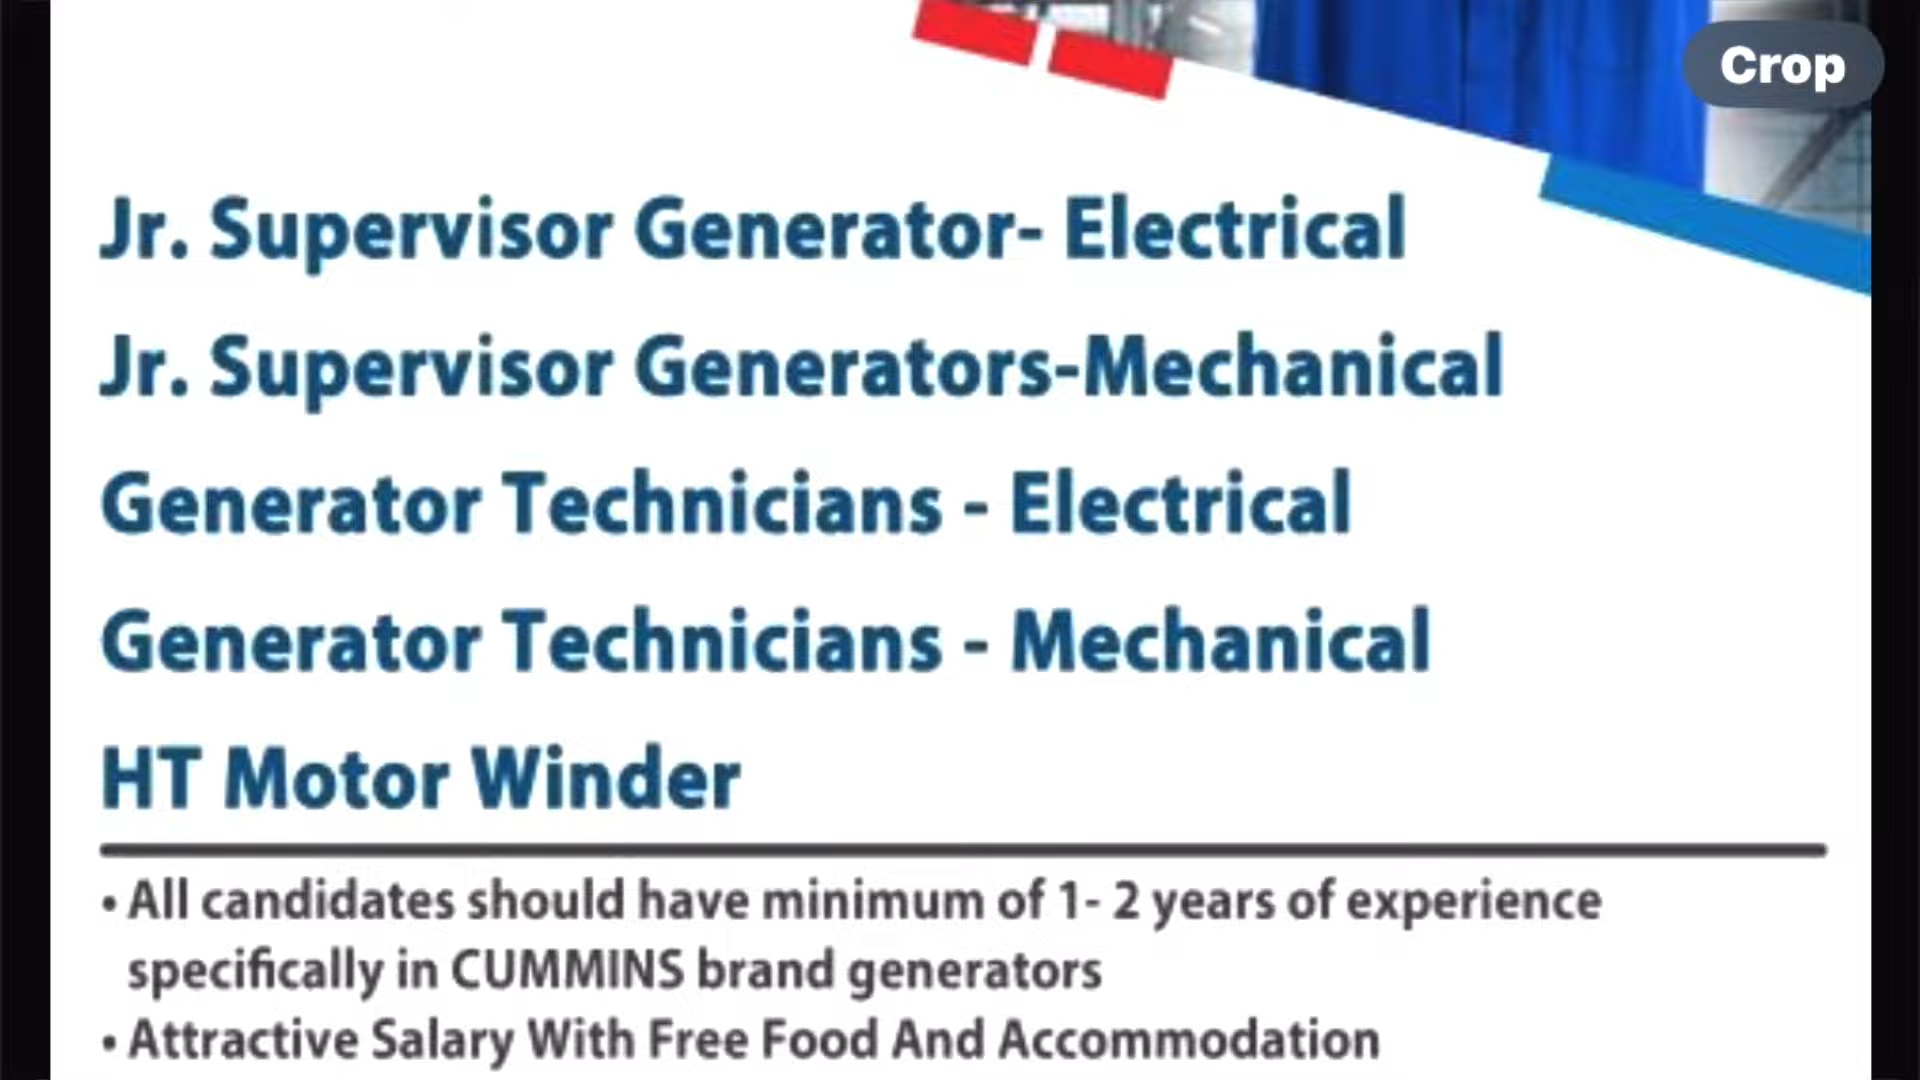 Crop
Jr. Supervisor Generator- Electrical
Jr. Supervisor Generators-Mechanical
Generator Technicians - Electrical
Generator Technicians - Mechanical
HT Motor Winder
• All candidates should have minimum of 1- 2 years of experience
specifically in CUMMINS brand generators
• Attractive Salary With Free Food And Accommodation